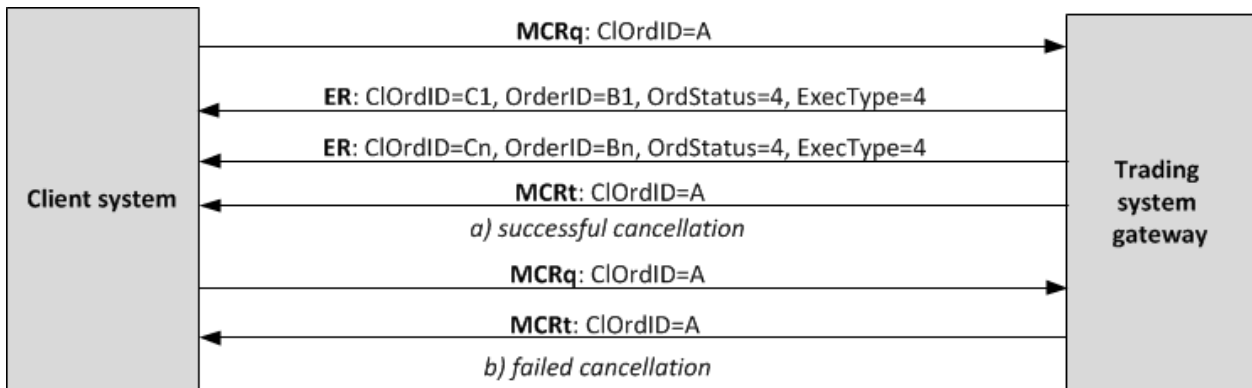 MCRq: ClOrdID=A
ER: ClOrdID=C1, OrderID=B1, OrdStatus=4, ExecType=4
ER: ClOrdID=Cn, OrderID=Bn, OrdStatus=4, ExecType=4
Client system
MCRt: ClOrdID=A
Trading
system
gateway
a) successful cancellation
MCRq: ClOrdID=A
MCRt: ClOrdID=A
b) failed cancellation